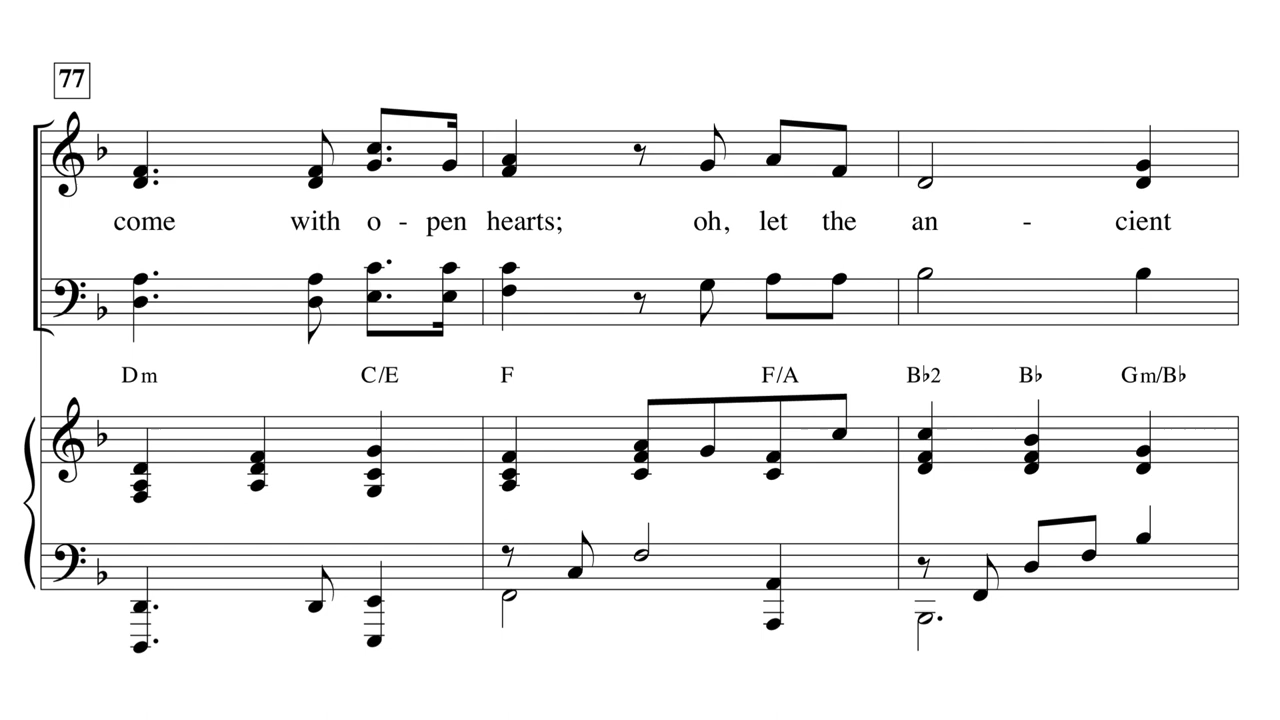 77
come with o - pen hearts; oh, let the an - cient
Dm C/E F F/A B♭2 B♭ Gm/B♭